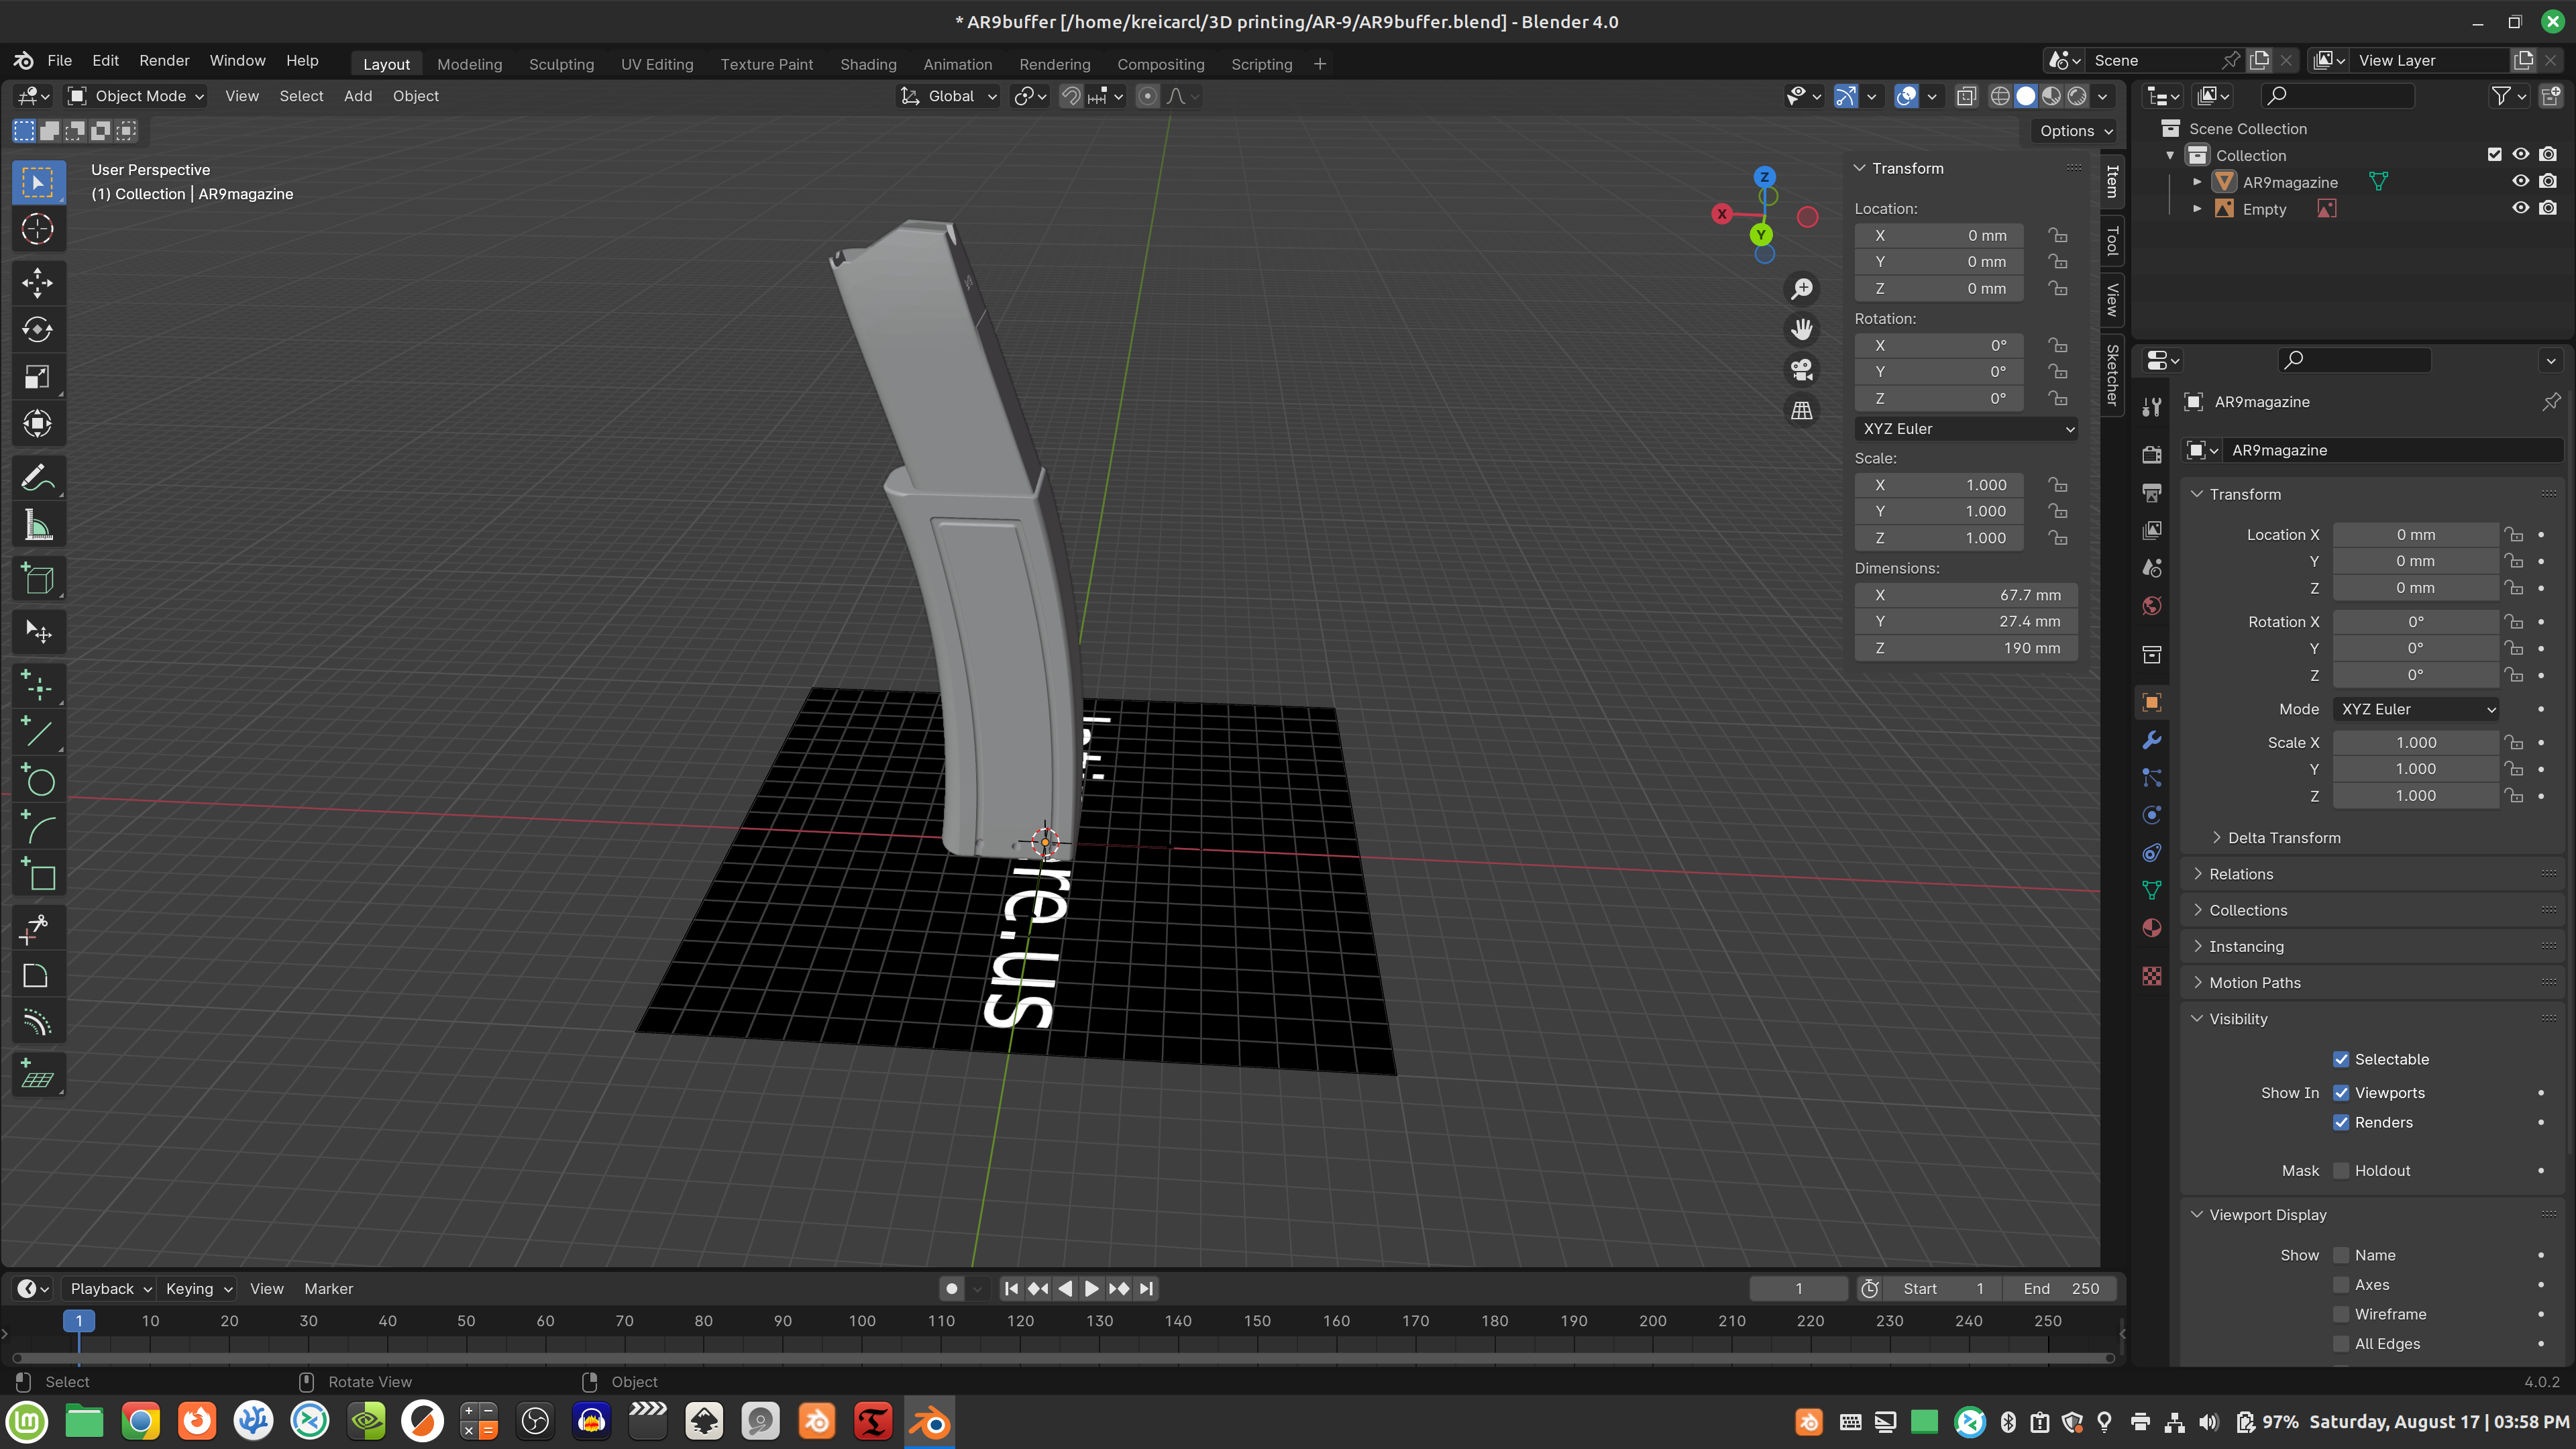 * AR9buffer [/home/kreicarcl/3D printing/AR-9/AR9buffer.blend] - Blender 4.0
File Edit Render Window Help Layout Modeling Sculpting UV Editing Texture Paint Shading Animation Rendering Compositing Scripting + Scene View Layer
Object Mode View Select Add Object Global
Options
User Perspective
(1) Collection | AR9magazine
Z
X
Y
re.us
Transform
Location:
X 0 mm
Y 0 mm
Z 0 mm
Rotation:
X 0°
Y 0°
Z 0°
XYZ Euler
Scale:
X 1.000
Y 1.000
Z 1.000
Dimensions:
X 67.7 mm
Y 27.4 mm
Z 190 mm
Item
Tool
View
Sketcher
Scene Collection
Collection
AR9magazine
Empty
AR9magazine
AR9magazine
Transform
Location X 0 mm
Y 0 mm
Z 0 mm
Rotation X 0°
Y 0°
Z 0°
Mode XYZ Euler
Scale X 1.000
Y 1.000
Z 1.000
Delta Transform
Relations
Collections
Instancing
Motion Paths
Visibility
Selectable
Show In Viewports
Renders
Mask Holdout
Viewport Display
Show Name
Axes
Wireframe
All Edges
Playback Keying View Marker 1 Start 1 End 250
1 10 20 30 40 50 60 70 80 90 100 110 120 130 140 150 160 170 180 190 200 210 220 230 240 250
Select Rotate View Object 4.0.2
97% Saturday, August 17 | 03:58 PM